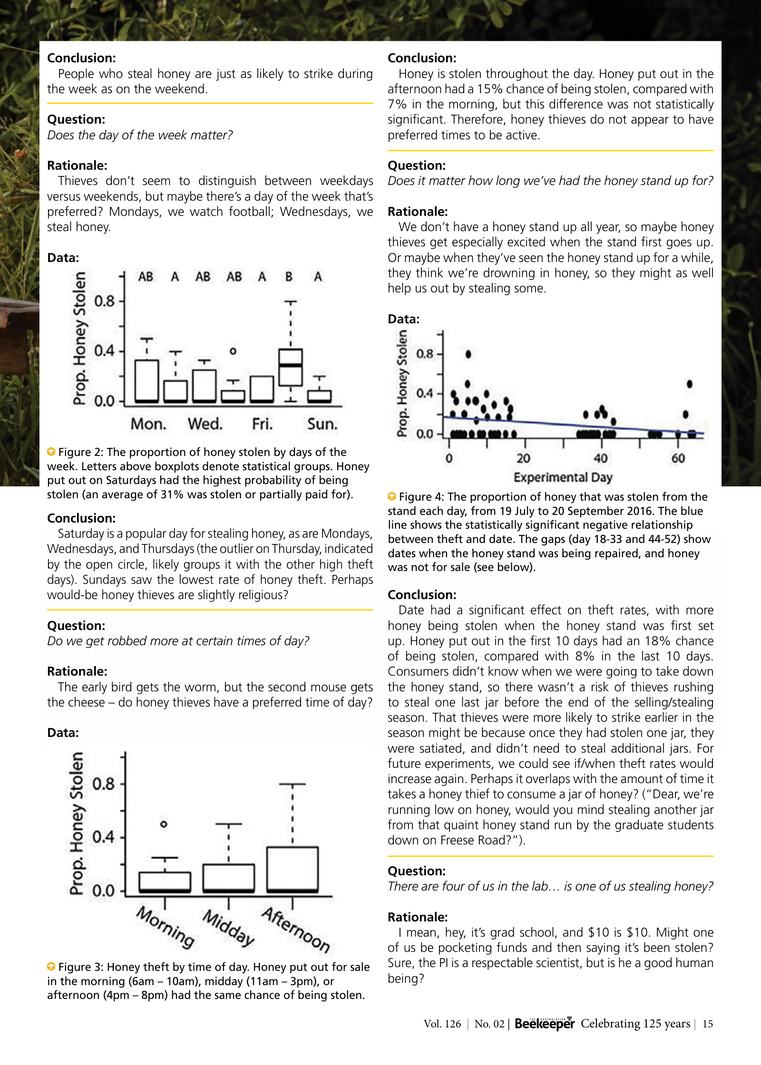 Conclusion:
People who steal honey are just as likely to strike during
the week as on the weekend.
Question:
Does the day of the week matter?
Rationale:
Thieves don't seem to distinguish between weekdays
versus weekends, but maybe there's a day of the week that's
preferred? Mondays, we watch football; Wednesdays, we
steal honey.
Data:
Prop. Honey Stolen
AB A AB AB A B A
0.8
0.4
0.0
Mon. Wed. Fri. Sun.
Figure 2: The proportion of honey stolen by days of the
week. Letters above boxplots denote statistical groups. Honey
put out on Saturdays had the highest probability of being
stolen (an average of 31% was stolen or partially paid for).
Conclusion:
Saturday is a popular day for stealing honey, as are Mondays,
Wednesdays, and Thursdays (the outlier on Thursday, indicated
by the open circle, likely groups it with the other high theft
days). Sundays saw the lowest rate of honey theft. Perhaps
would-be honey thieves are slightly religious?
Question:
Do we get robbed more at certain times of day?
Rationale:
The early bird gets the worm, but the second mouse gets
the cheese – do honey thieves have a preferred time of day?
Data:
Prop. Honey Stolen
0.8
0.4
0.0
Morning
Midday
Afternoon
Figure 3: Honey theft by time of day. Honey put out for sale
in the morning (6am – 10am), midday (11am – 3pm), or
afternoon (4pm – 8pm) had the same chance of being stolen.
Conclusion:
Honey is stolen throughout the day. Honey put out in the
afternoon had a 15% chance of being stolen, compared with
7% in the morning, but this difference was not statistically
significant. Therefore, honey thieves do not appear to have
preferred times to be active.
Question:
Does it matter how long we've had the honey stand up for?
Rationale:
We don't have a honey stand up all year, so maybe honey
thieves get especially excited when the stand first goes up.
Or maybe when they've seen the honey stand up for a while,
they think we're drowning in honey, so they might as well
help us out by stealing some.
Data:
Prop. Honey Stolen
0.8
0.4
0.0
0 20 40 60
Experimental Day
Figure 4: The proportion of honey that was stolen from the
stand each day, from 19 July to 20 September 2016. The blue
line shows the statistically significant negative relationship
between theft and date. The gaps (day 18-33 and 44-52) show
dates when the honey stand was being repaired, and honey
was not for sale (see below).
Conclusion:
Date had a significant effect on theft rates, with more
honey being stolen when the honey stand was first set
up. Honey put out in the first 10 days had an 18% chance
of being stolen, compared with 8% in the last 10 days.
Consumers didn't know when we were going to take down
the honey stand, so there wasn't a risk of thieves rushing
to steal one last jar before the end of the selling/stealing
season. That thieves were more likely to strike earlier in the
season might be because once they had stolen one jar, they
were satiated, and didn't need to steal additional jars. For
future experiments, we could see if/when theft rates would
increase again. Perhaps it overlaps with the amount of time it
takes a honey thief to consume a jar of honey? ("Dear, we're
running low on honey, would you mind stealing another jar
from that quaint honey stand run by the graduate students
down on Freese Road?").
Question:
There are four of us in the lab… is one of us stealing honey?
Rationale:
I mean, hey, it's grad school, and $10 is $10. Might one
of us be pocketing funds and then saying it's been stolen?
Sure, the PI is a respectable scientist, but is he a good human
being?
Vol. 126 | No. 02 | Beekeeper Celebrating 125 years | 15